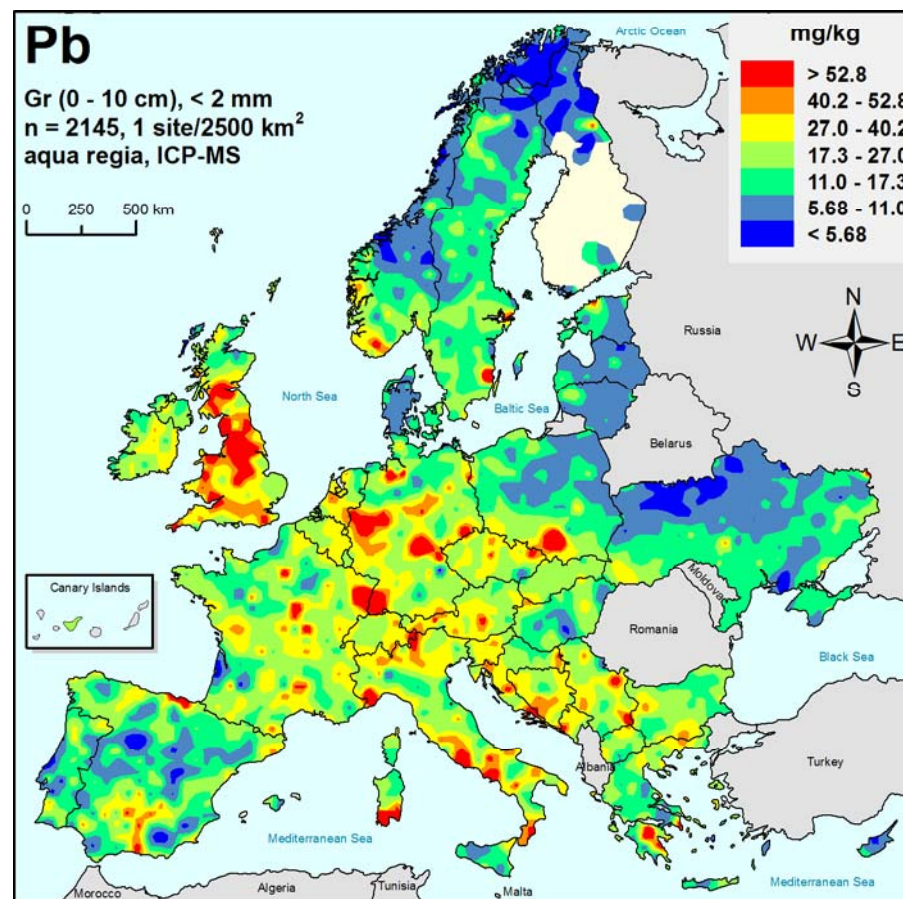 Pb
Gr (0 - 10 cm), < 2 mm
n = 2145, 1 site/2500 km²
aqua regia, ICP-MS
0 250 500 km
Arctic Ocean
mg/kg
> 52.8
40.2 - 52.8
27.0 - 40.2
17.3 - 27.0
11.0 - 17.3
5.68 - 11.0
< 5.68
N
W E
S
Russia
North Sea
Baltic Sea
Belarus
Canary Islands
Moldova
Romania
Black Sea
Albania
Turkey
Mediterranean Sea
Morocco
Algeria
Tunisia
Malta
Mediterranean Sea